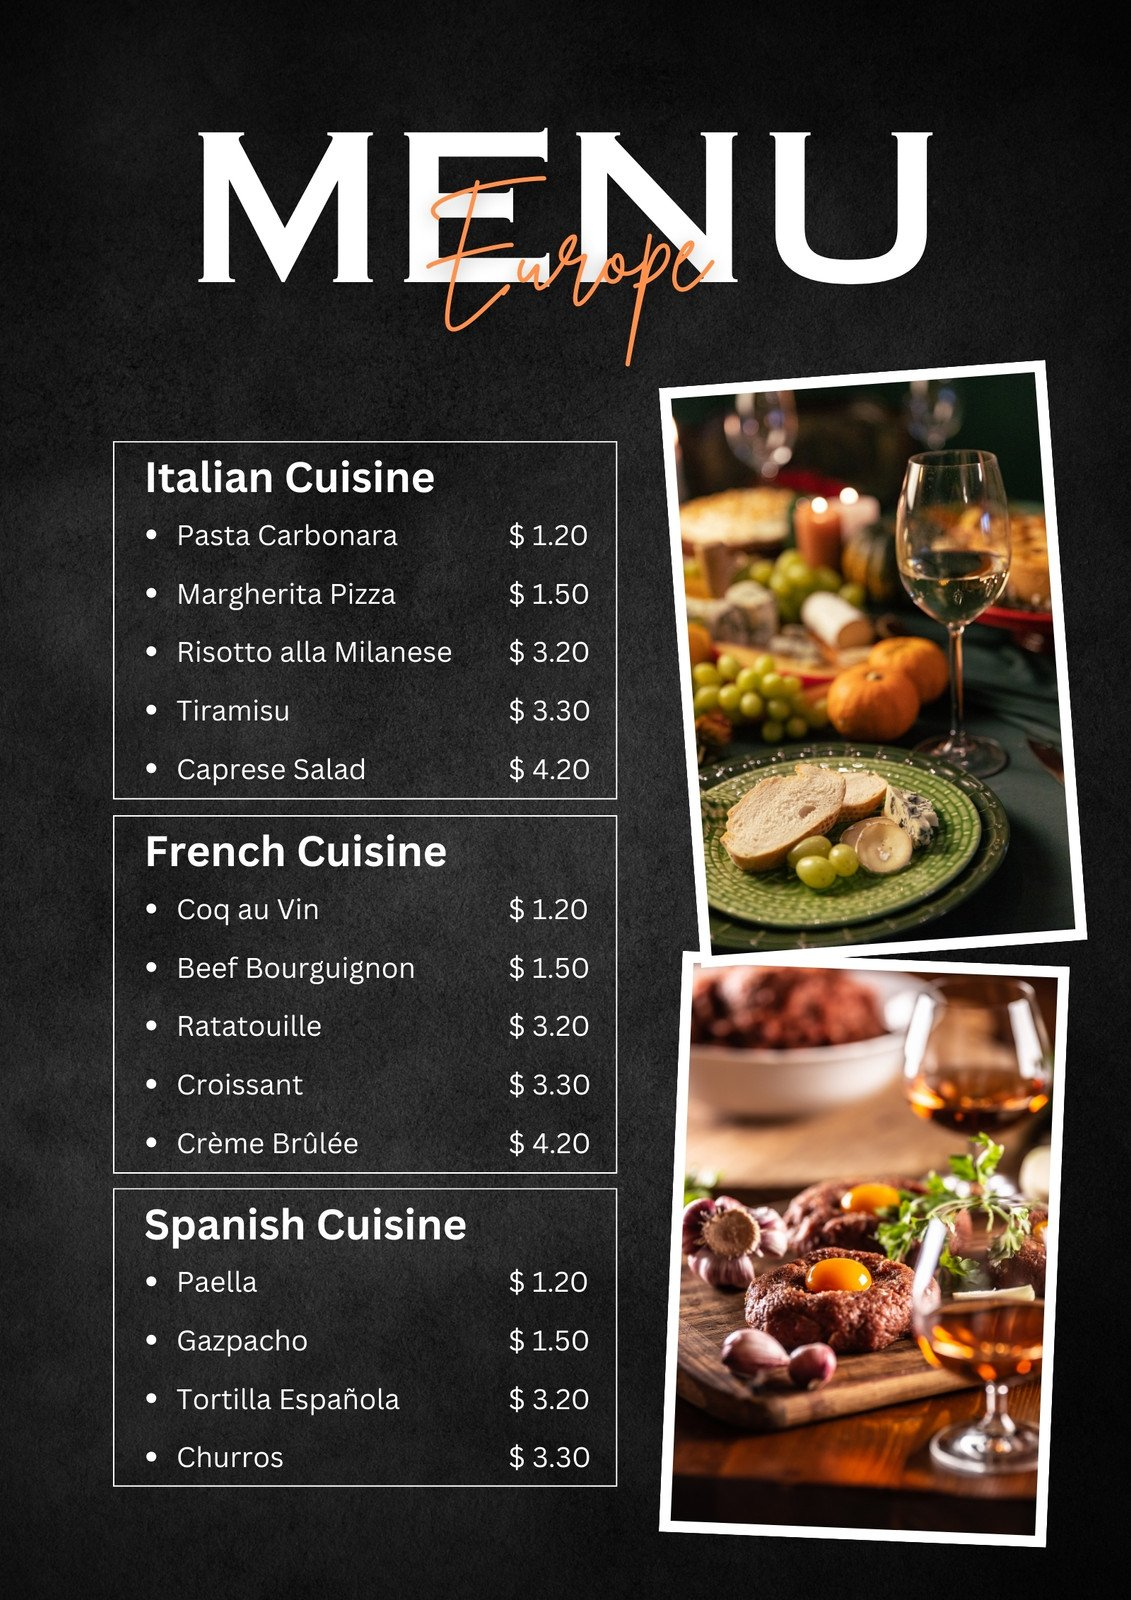 MENU
Europe
Italian Cuisine
• Pasta Carbonara $ 1.20
• Margherita Pizza $ 1.50
• Risotto alla Milanese $ 3.20
• Tiramisu $ 3.30
• Caprese Salad $ 4.20
French Cuisine
• Coq au Vin $ 1.20
• Beef Bourguignon $ 1.50
• Ratatouille $ 3.20
• Croissant $ 3.30
• Crème Brûlée $ 4.20
Spanish Cuisine
• Paella $ 1.20
• Gazpacho $ 1.50
• Tortilla Española $ 3.20
• Churros $ 3.30